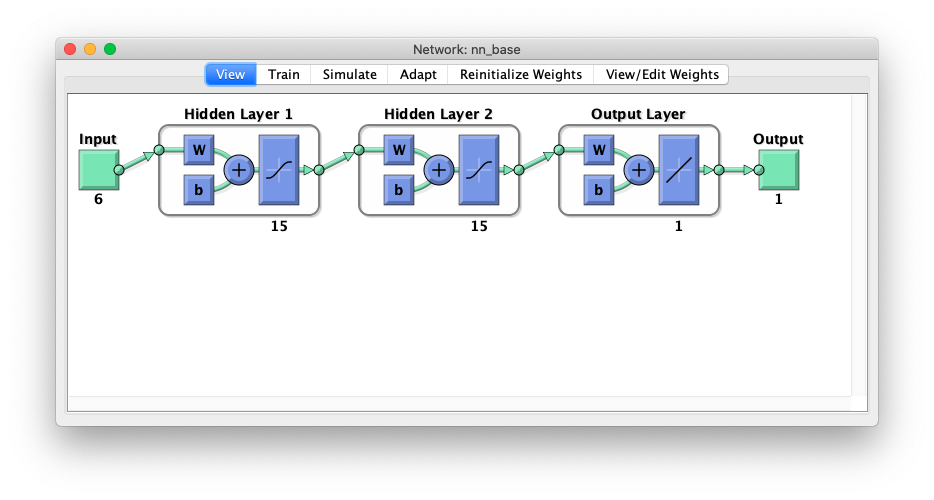 Network: nn_base
View Train Simulate Adapt Reinitialize Weights View/Edit Weights
Hidden Layer 1 Hidden Layer 2 Output Layer
Input Output
W W W
+ + +
b b b
6 1
15 15 1